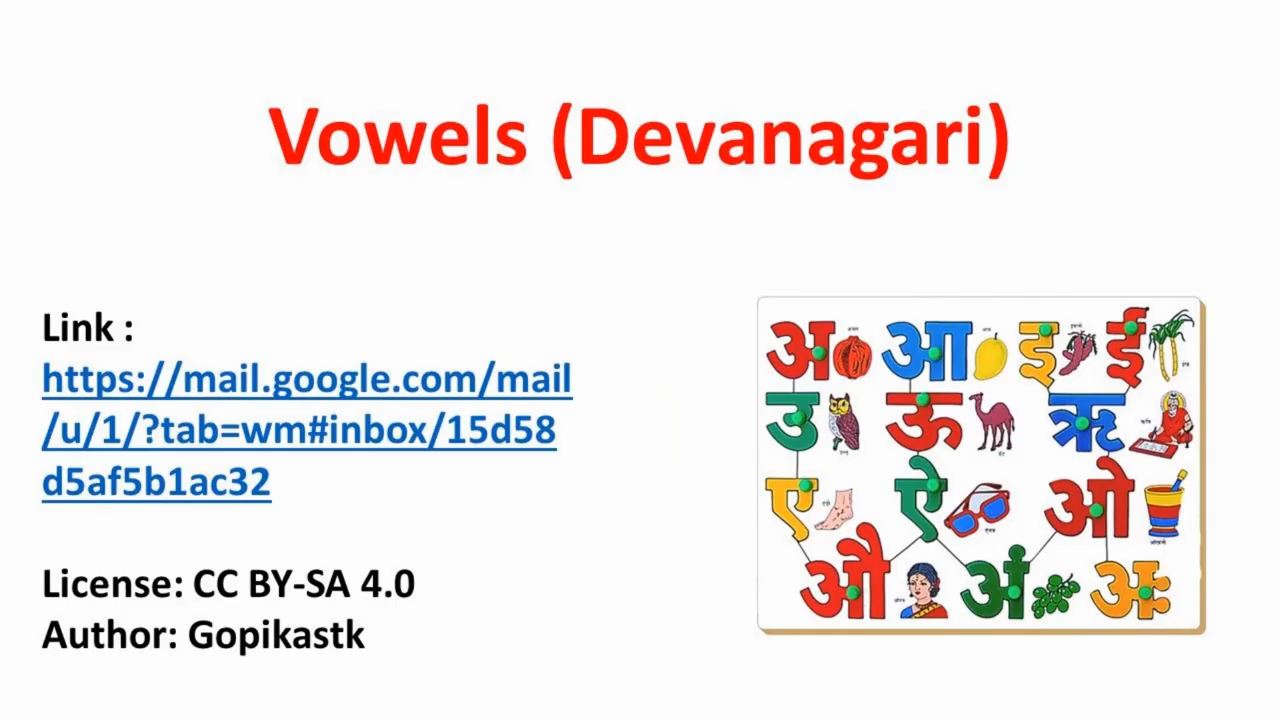 Vowels (Devanagari)
Link :
https://mail.google.com/mail
/u/1/?tab=wm#inbox/15d58
d5af5b1ac32
License: CC BY-SA 4.0
Author: Gopikastk
अ आ इ ई
उ ऊ ऋ
ए ऐ ओ
औ अं अः